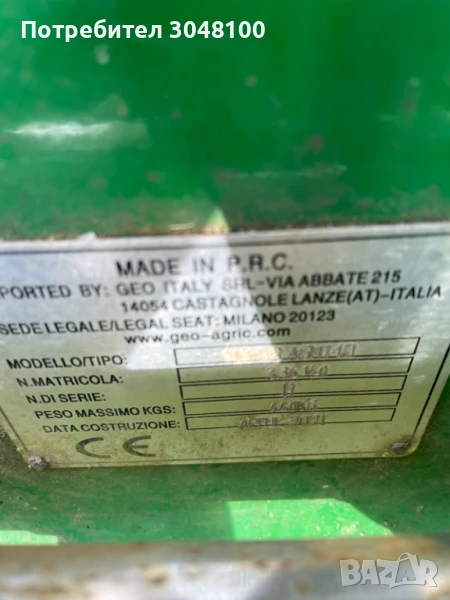 Потребител 3048100
MADE IN P.R.C.
PORTED BY: GEO ITALY SRL-VIA ABBATE 215
14054 CASTAGNOLE LANZE(AT)-ITALIA
SEDE LEGALE/LEGAL SEAT: MILANO 20123
www.geo-agric.com
MODELLO/TIPO:
N.MATRICOLA:
N.DI SERIE:
PESO MASSIMO KGS:
DATA COSTRUZIONE:
CE
bazar